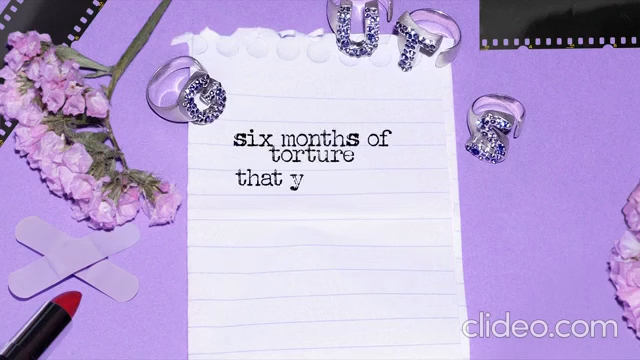 G U T S
six months of
torture
that y
clideo.com